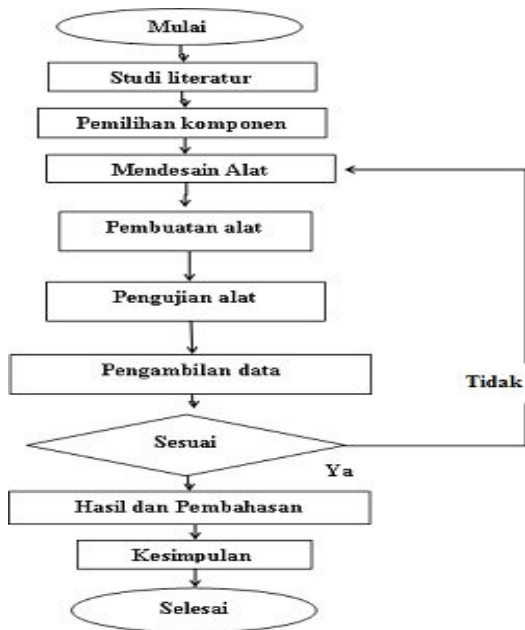 Mulai
Studi literatur
Pemilihan komponen
Mendesain Alat
Pembuatan alat
Pengujian alat
Pengambilan data
Tidak
Sesuai
Ya
Hasil dan Pembahasan
Kesimpulan
Selesai